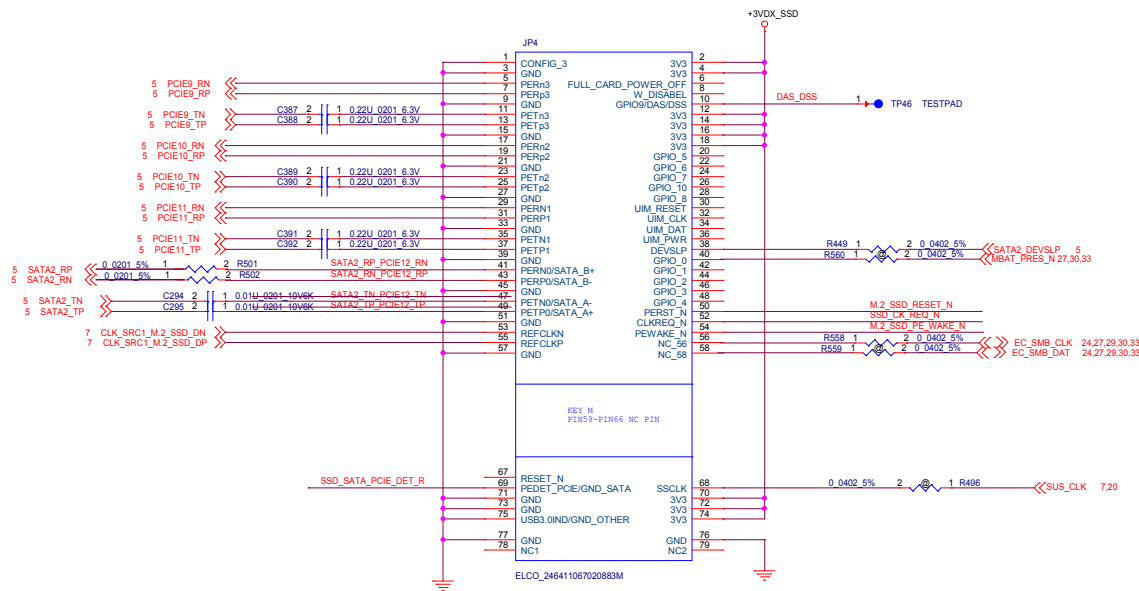 +3VDX_SSD
JP4
1 CONFIG_3 3V3 2
3 GND 3V3 4
5 PCIE9_RN 5 PERn3 FULL_CARD_POWER_OFF 6
5 PCIE9_RP 7 PERp3 W_DISABEL 8
9 GND GPIO9/DAS/DSS 10 DAS_DSS 1 TP46 TESTPAD
5 PCIE9_TN C387 2 1 0.22U_0201_6.3V 11 PETn3 3V3 12
5 PCIE9_TP C388 2 1 0.22U_0201_6.3V 13 PETp3 3V3 14
15 GND 3V3 16
5 PCIE10_RN 17 PERn2 3V3 18
5 PCIE10_RP 19 PERp2 GPIO_5 20
21 GND GPIO_6 22
5 PCIE10_TN C389 2 1 0.22U_0201_6.3V 23 PETn2 GPIO_7 24
5 PCIE10_TP C390 2 1 0.22U_0201_6.3V 25 PETp2 GPIO_10 26
27 GND GPIO_8 28
5 PCIE11_RN 29 PERN1 UIM_RESET 30
5 PCIE11_RP 31 PERP1 UIM_CLK 32
33 GND UIM_DAT 34
5 PCIE11_TN C391 2 1 0.22U_0201_6.3V 35 PETN1 UIM_PWR 36
5 PCIE11_TP C392 2 1 0.22U_0201_6.3V 37 PETP1 DEVSLP 38 R449 1 2 0_0402_5% SATA2_DEVSLP 5
39 GND GPIO_0 40 R560 1 @ 2 0_0402_5% MBAT_PRES_N 27,30,33
5 SATA2_RP 0_0201_5% R501 SATA2_RP_PCIE12_RN 41 PERN0/SATA_B+ GPIO_1 42
5 SATA2_RN 0_0201_5% R502 SATA2_RN_PCIE12_RP 43 PERP0/SATA_B- GPIO_2 44
45 GND GPIO_3 46
5 SATA2_TN C294 2 1 0.01U_0201_10V6K SATA2_TN_PCIE12_TN 47 PETN0/SATA_A- GPIO_4 48
5 SATA2_TP C295 2 1 0.01U_0201_10V6K SATA2_TP_PCIE12_TP 49 PETP0/SATA_A+ PERST_N 50 M.2_SSD_RESET_N
51 GND CLKREQ_N 52 SSD_CK_REQ_N
7 CLK_SRC1_M.2_SSD_DN 53 REFCLKN PEWAKE_N 54 M.2_SSD_PE_WAKE_N
7 CLK_SRC1_M.2_SSD_DP 55 REFCLKP NC_56 56 R558 1 2 0_0402_5% EC_SMB_CLK 24,27,29,30,33
57 GND NC_58 58 R559 1 @ 2 0_0402_5% EC_SMB_DAT 24,27,29,30,33
KEY M
PIN59~PIN66 NC PIN
67 RESET_N
SSD_SATA_PCIE_DET_R 69 PEDET_PCIE/GND_SATA SSCLK 68 0_0402_5% 2 @ 1 R496 SUS_CLK 7,20
71 GND 3V3 70
73 GND 3V3 72
75 USB3.0IND/GND_OTHER 3V3 74
77 GND GND 76
78 NC1 NC2 79
ELCO_246411067020883M